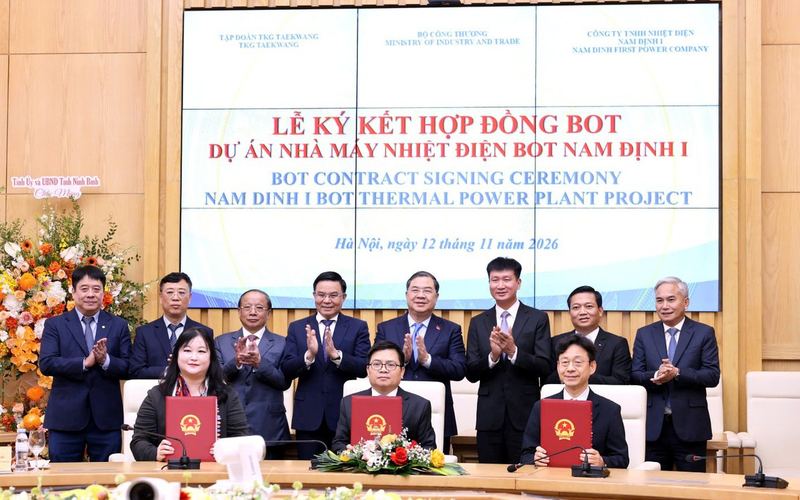 TẬP ĐOÀN TKG TAEKWANG
TKG TAEKWANG
BỘ CÔNG THƯƠNG
MINISTRY OF INDUSTRY AND TRADE
CÔNG TY TNHH NHIỆT ĐIỆN
NAM ĐỊNH I
NAM DINH FIRST POWER COMPANY
LỄ KÝ KẾT HỢP ĐỒNG BOT
DỰ ÁN NHÀ MÁY NHIỆT ĐIỆN BOT NAM ĐỊNH I
BOT CONTRACT SIGNING CEREMONY
NAM DINH I BOT THERMAL POWER PLANT PROJECT
Hà Nội, ngày 12 tháng 11 năm 2026
Tỉnh Ủy và UBND Tỉnh Ninh Bình
Chúc Mừng